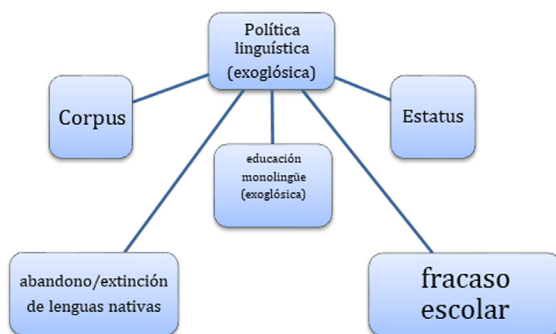 Política
lingüística
(exoglósica)
Corpus
Estatus
educación
monolingüe
(exoglósica)
abandono/extinción
de lenguas nativas
fracaso
escolar